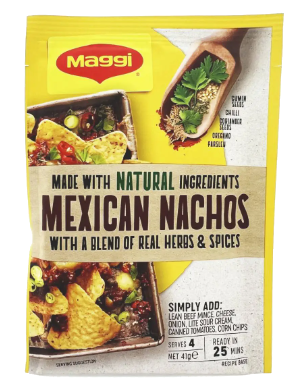 Maggi
CUMIN
SEEDS
CHILLI
CORIANDER
SEEDS
OREGANO
PARSLEY
MADE WITH NATURAL INGREDIENTS
MEXICAN NACHOS
WITH A BLEND OF REAL HERBS & SPICES
SIMPLY ADD:
LEAN BEEF MINCE, CHEESE,
ONION, LITE SOUR CREAM,
CANNED TOMATOES, CORN CHIPS
SERVES 4
NET 41g e
READY IN
25 MINS
RECIPE BASE
SERVING SUGGESTION